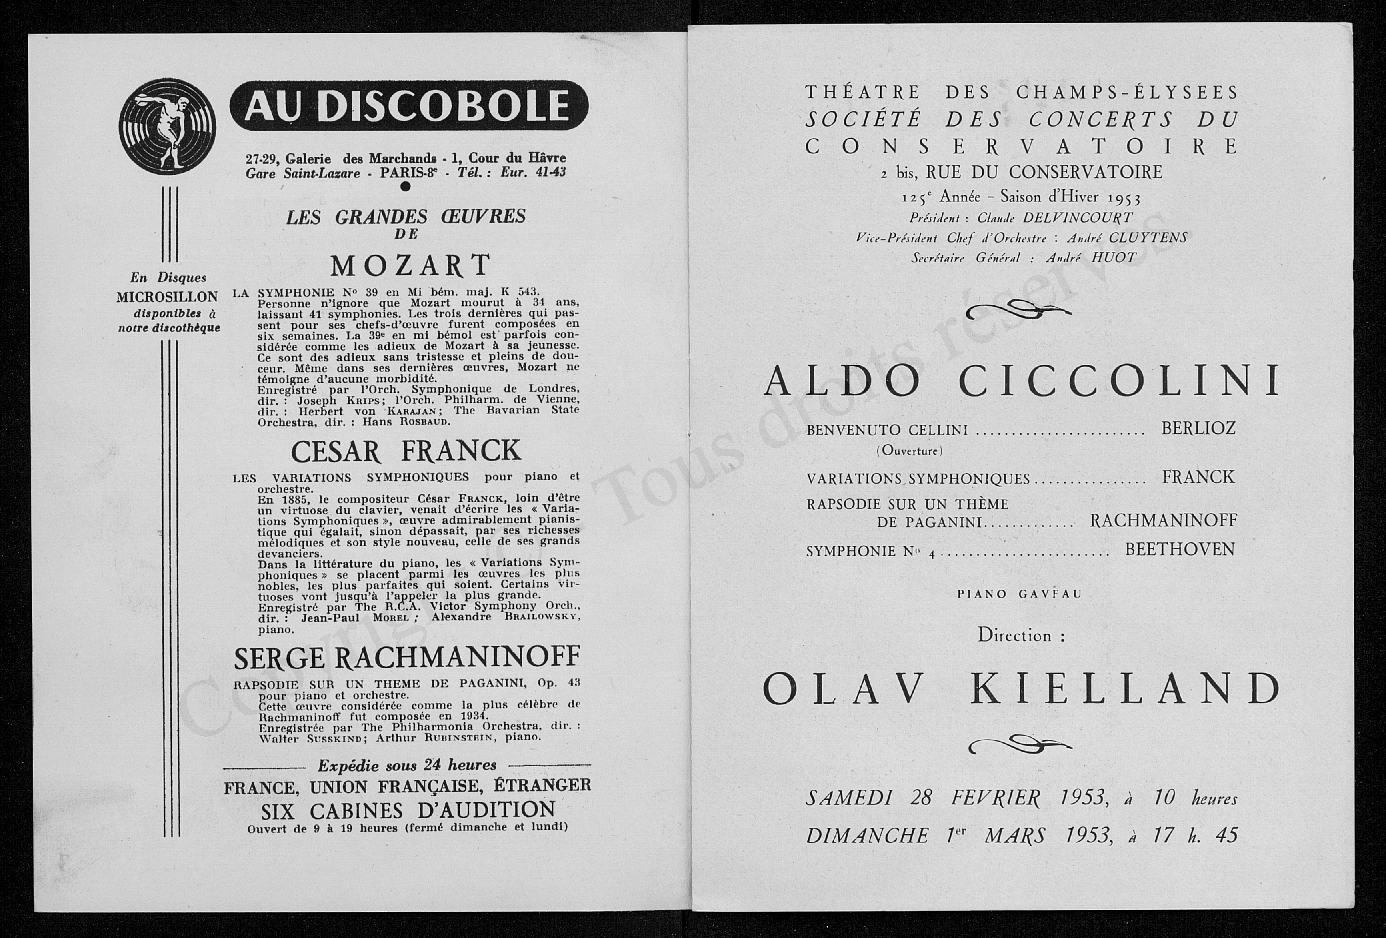 AU DISCOBOLE
27-29, Galerie des Marchands - 1, Cour du Hâvre
Gare Saint-Lazare - PARIS-8e - Tél. : Eur. 41-43
En Disques
MICROSILLON
disponibles à
notre discothèque
LES GRANDES ŒUVRES
DE
MOZART
LA SYMPHONIE No 39 en Mi bém. maj. K 543.
Personne n'ignore que Mozart mourut à 34 ans,
laissant 41 symphonies. Les trois dernières qui pas-
sent pour ses chefs-d'œuvre furent composées en
six semaines. La 39e en mi bémol est parfois con-
sidérée comme les adieux de Mozart à sa jeunesse.
Ce sont des adieux sans tristesse et pleins de dou-
ceur. Même dans ses dernières œuvres, Mozart ne
témoigne d'aucune morbidité.
Enregistré par l'Orch. Symphonique de Londres,
dir. : Joseph KRIPS; l'Orch. Philharm. de Vienne,
dir. : Herbert von KARAJAN; The Bavarian State
Orchestra, dir. : Hans ROSBAUD.
CESAR FRANCK
LES VARIATIONS SYMPHONIQUES pour piano et
orchestre.
En 1885, le compositeur César FRANCK, loin d'être
un virtuose du clavier, venait d'écrire les « Varia-
tions Symphoniques », œuvre admirablement pianis-
tique qui égalait, sinon dépassait, par ses richesses
mélodiques et son style nouveau, celle de ses grands
devanciers.
Dans la littérature du piano, les « Variations Sym-
phoniques » se placent parmi les œuvres les plus
nobles, les plus parfaites qui soient. Certains vir-
tuoses vont jusqu'à l'appeler la plus grande.
Enregistré par The R.C.A. Victor Symphony Orch.,
dir. : Jean-Paul MOREL ; Alexandre BRAILOWSKY,
piano.
SERGE RACHMANINOFF
RAPSODIE SUR UN THEME DE PAGANINI, Op. 43
pour piano et orchestre.
Cette œuvre considérée comme la plus célèbre de
Rachmaninoff fut composée en 1934.
Enregistrée par The Philharmonia Orchestra, dir. :
Walter SUSSKIND; Arthur RUBINSTEIN, piano.
Expédie sous 24 heures
FRANCE, UNION FRANÇAISE, ÉTRANGER
SIX CABINES D'AUDITION
Ouvert de 9 à 19 heures (fermé dimanche et lundi)
THÉATRE DES CHAMPS-ÉLYSEES
SOCIÉTÉ DES CONCERTS DU
CONSERVATOIRE
2 bis, RUE DU CONSERVATOIRE
125e Année - Saison d'Hiver 1953
Président : Claude DELVINCOURT
Vice-Président Chef d'Orchestre : André CLUYTENS
Secrétaire Général : André HUOT
ALDO CICCOLINI
BENVENUTO CELLINI ........................ BERLIOZ
(Ouverture)
VARIATIONS SYMPHONIQUES ................ FRANCK
RAPSODIE SUR UN THÈME
DE PAGANINI ............. RACHMANINOFF
SYMPHONIE No 4 ........................ BEETHOVEN
PIANO GAVEAU
Direction :
OLAV KIELLAND
SAMEDI 28 FEVRIER 1953, à 10 heures
DIMANCHE 1er MARS 1953, à 17 h. 45
Copyright - Tous droits réservés.